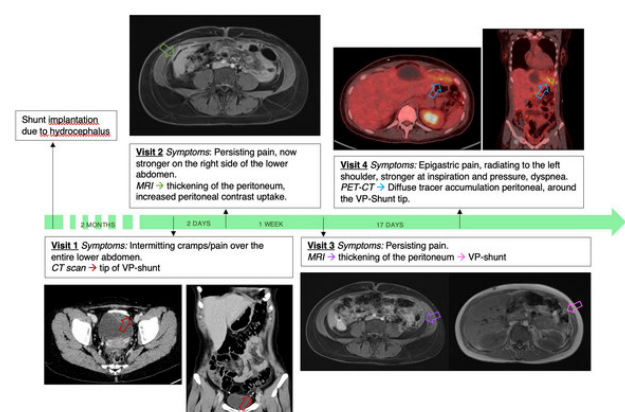 Shunt implantation
due to hydrocephalus
Visit 2 Symptoms: Persisting pain, now
stronger on the right side of the lower
abdomen.
MRI → thickening of the peritoneum,
increased peritoneal contrast uptake.
Visit 4 Symptoms: Epigastric pain, radiating to the left
shoulder, stronger at inspiration and pressure, dyspnea.
PET-CT → Diffuse tracer accumulation peritoneal, around
the VP-Shunt tip.
2 MONTHS
2 DAYS
1 WEEK
17 DAYS
Visit 1 Symptoms: Intermitting cramps/pain over the
entire lower abdomen.
CT scan → tip of VP-shunt
Visit 3 Symptoms: Persisting pain.
MRI → thickening of the peritoneum → VP-shunt